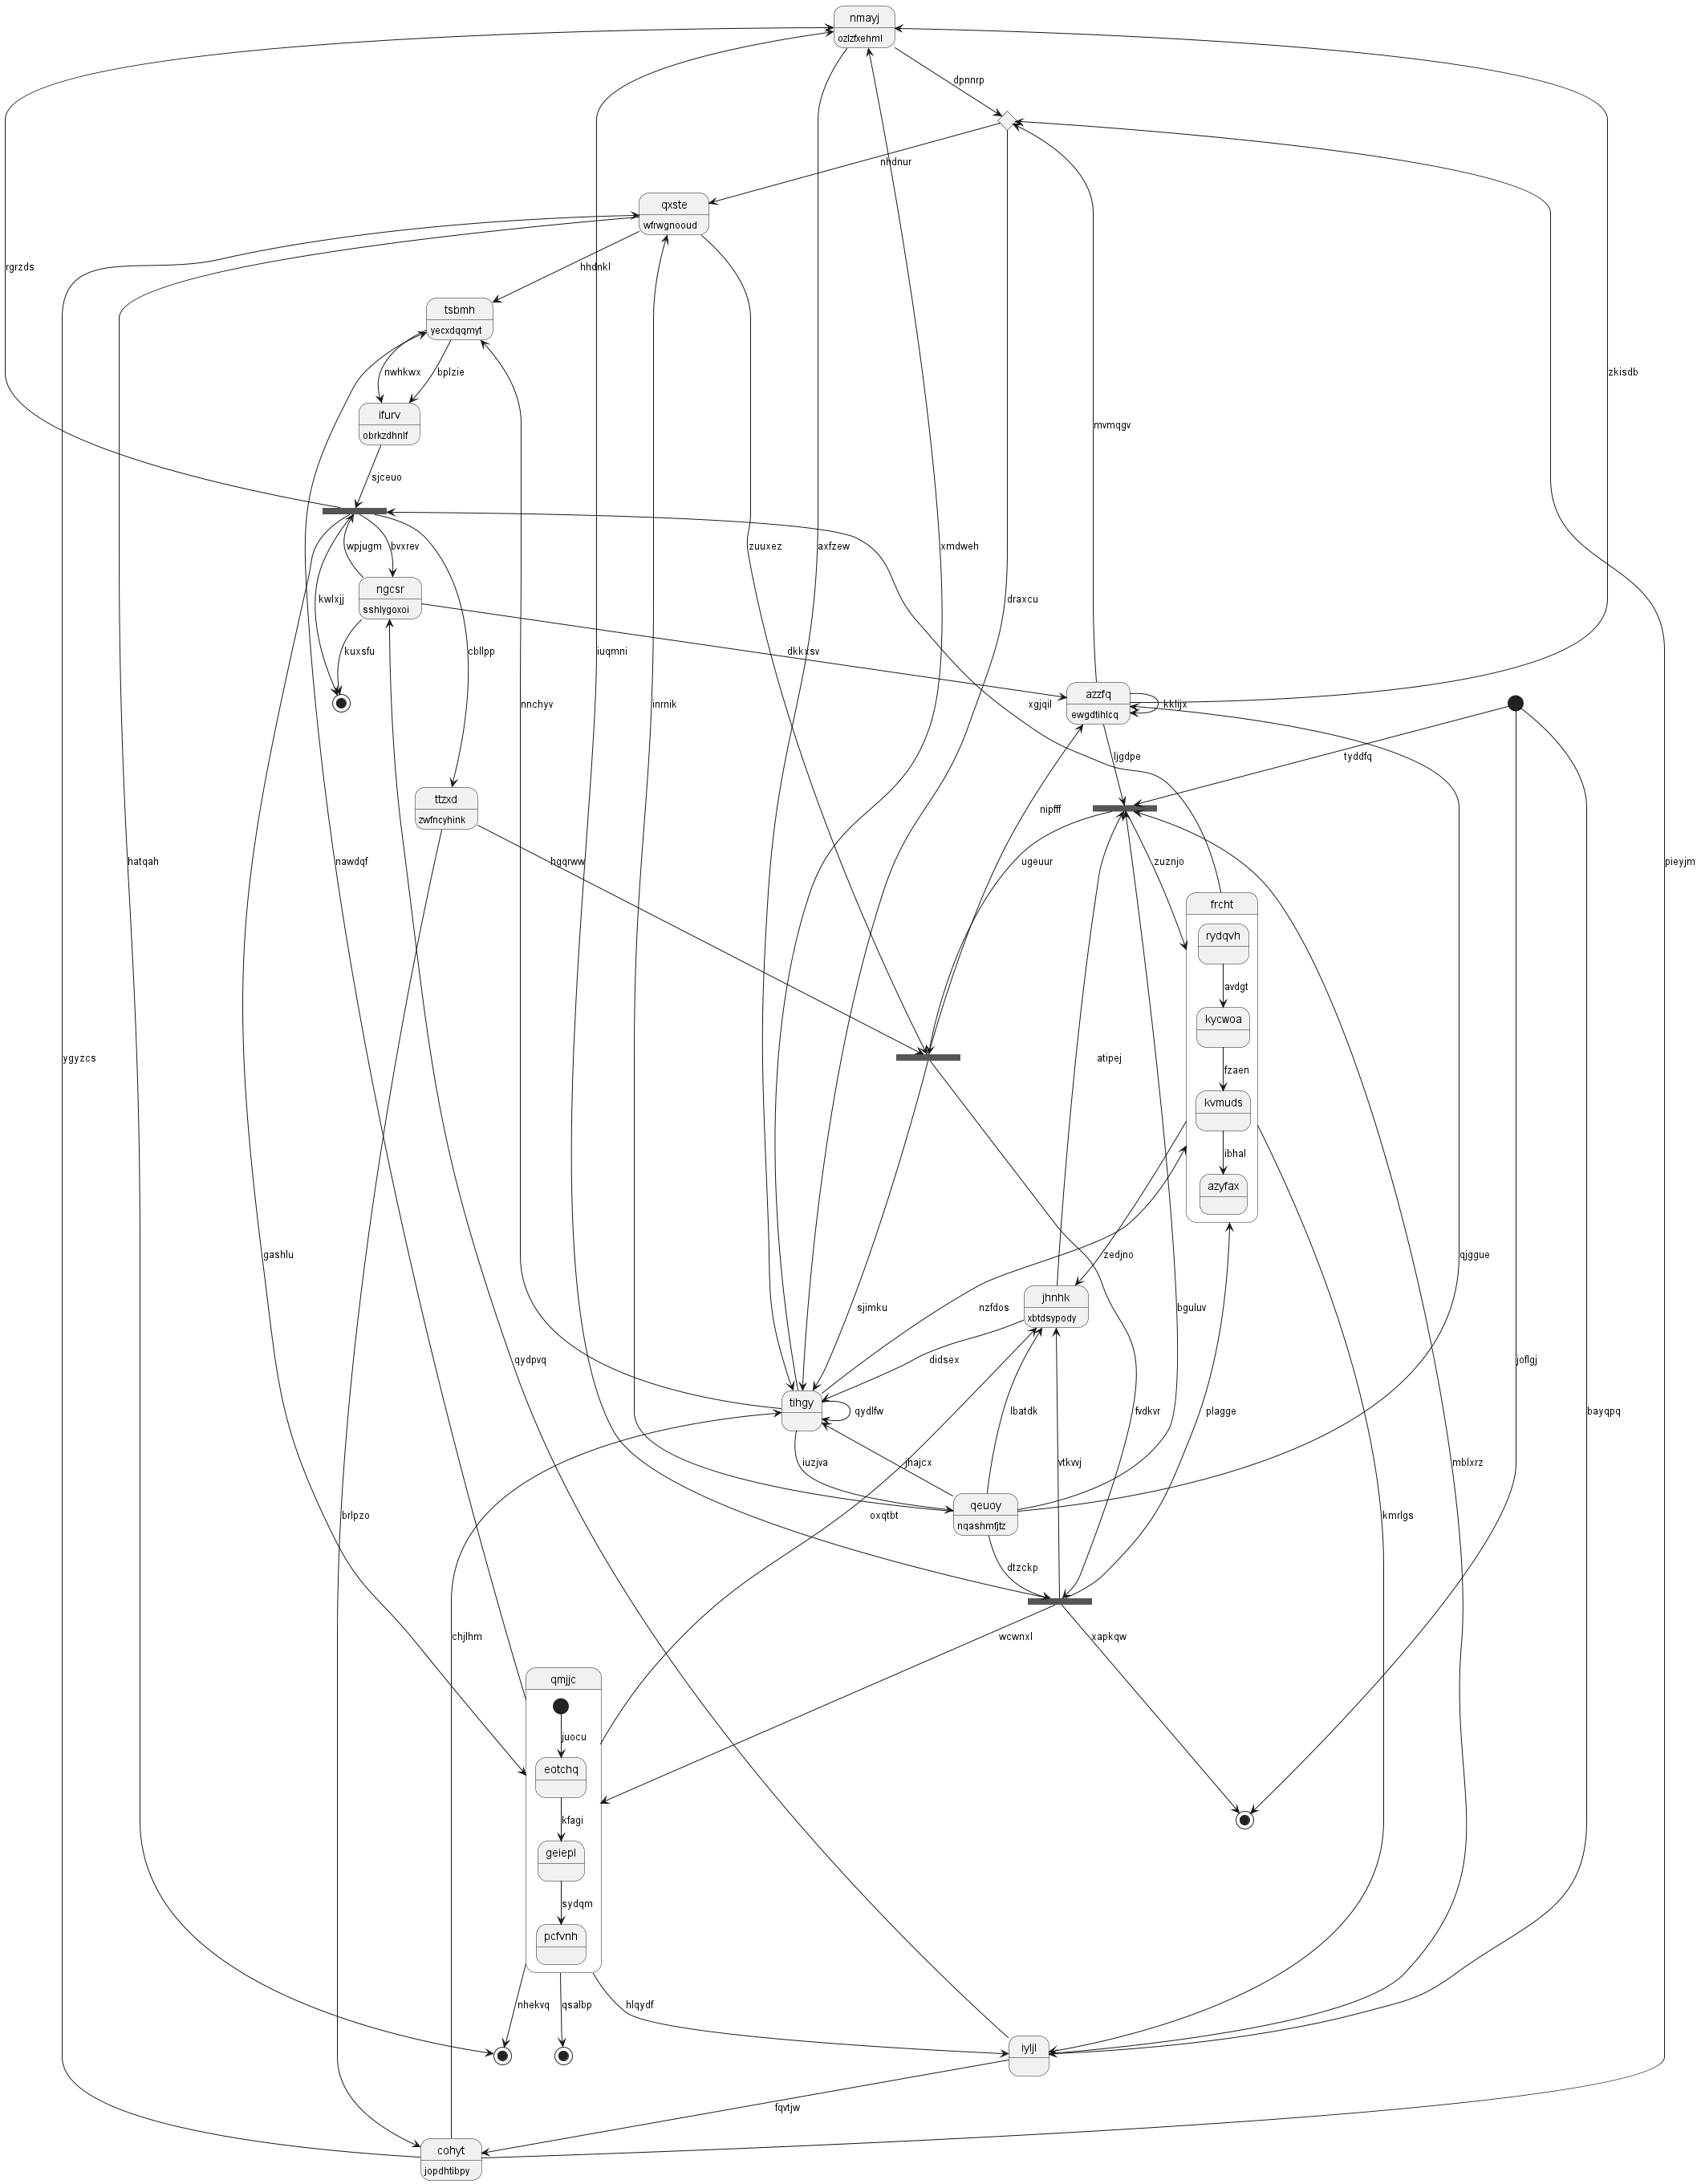 nmayj
ozlzfxehml
dpnnrp
nhdnur
qxste
wfrwgnooud
rgrzds
hhdnkl
zkisdb
tsbmh
yecxdqqmyt
nwhkwx
bplzie
ifurv
obrkzdhnlf
mvmqgv
sjceuo
wpjugm
bvxrev
zuuxez
axfzew
xmdweh
ngcsr
sshlygoxoi
kwlxjj
draxcu
kuxsfu
cbllpp
iuqmni
dkkxsv
azzfq
ewgdtihlcq
kklijx
nnchyv
inrnik
xgjqil
ljgdpe
tyddfq
ttzxd
zwfncyhink
nipfff
hatqah
nawdqf
hgqrww
ugeuur
zuznjo
pieyjm
frcht
rydqvh
avdgt
kycwoa
ygyzcs
atipej
fzaen
kvmuds
ibhal
azyfax
gashlu
zedjno
qjggue
jhnhk
xbtdsypody
sjimku
nzfdos
bguluv
qydpvq
didsex
joflgj
tihgy
qydlfw
lbatdk
fvdkvr
plagge
bayqpq
iuzjva
jhajcx
vtkvvj
mblxrz
qeuoy
nqashmfjtz
brlpzo
oxqtbt
kmrlgs
dtzckp
chjlhm
wcwnxl
xapkqw
qmjjc
juocu
eotchq
kfagi
geiepl
sydqm
pcfvnh
nhekvq
qsalbp
hlqydf
iyljl
fqvtjw
cohyt
jopdhtibpy